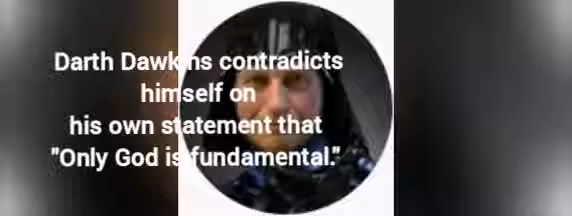 Darth Dawkins contradicts
himself on
his own statement that
"Only God is fundamental."